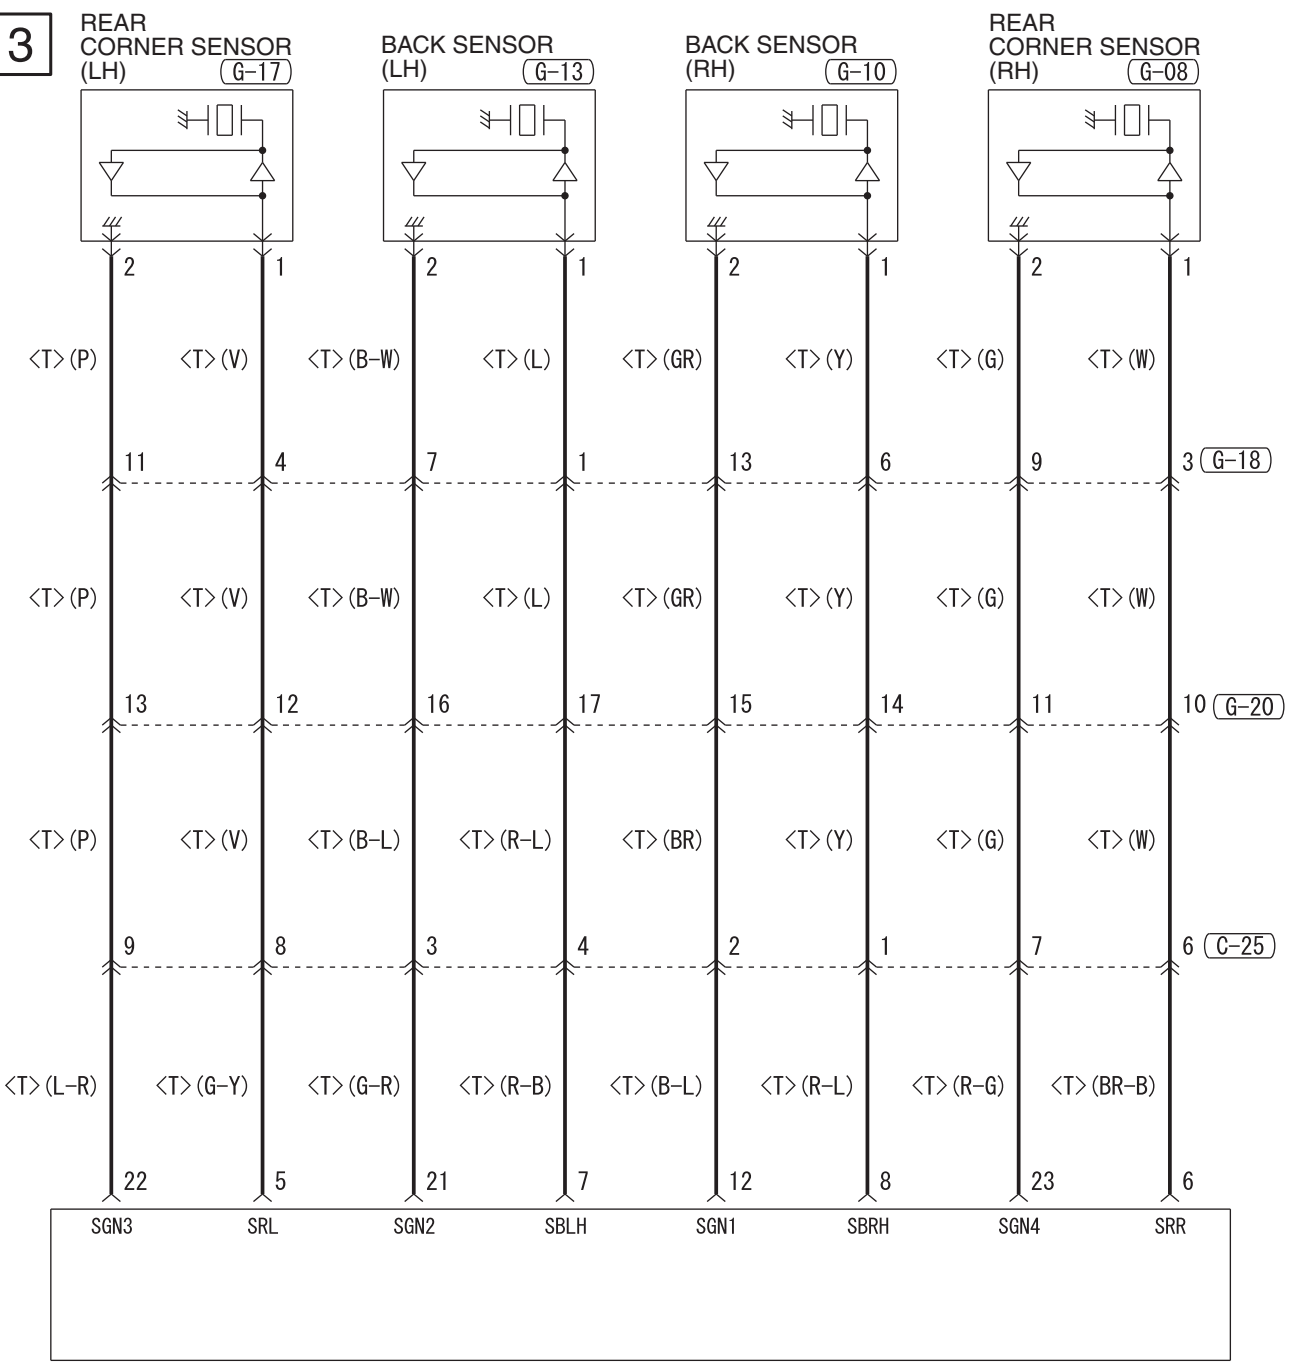 3
REAR
CORNER SENSOR
(LH) G-17
BACK SENSOR
(LH) G-13
BACK SENSOR
(RH) G-10
REAR
CORNER SENSOR
(RH) G-08
2 1 2 1 2 1 2 1
<T>(P) <T>(V) <T>(B-W) <T>(L) <T>(GR) <T>(Y) <T>(G) <T>(W)
11 4 7 1 13 6 9 3 G-18
<T>(P) <T>(V) <T>(B-W) <T>(L) <T>(GR) <T>(Y) <T>(G) <T>(W)
13 12 16 17 15 14 11 10 G-20
<T>(P) <T>(V) <T>(B-L) <T>(R-L) <T>(BR) <T>(Y) <T>(G) <T>(W)
9 8 3 4 2 1 7 6 C-25
<T>(L-R) <T>(G-Y) <T>(G-R) <T>(R-B) <T>(B-L) <T>(R-L) <T>(R-G) <T>(BR-B)
22 5 21 7 12 8 23 6
SGN3 SRL SGN2 SBLH SGN1 SBRH SGN4 SRR